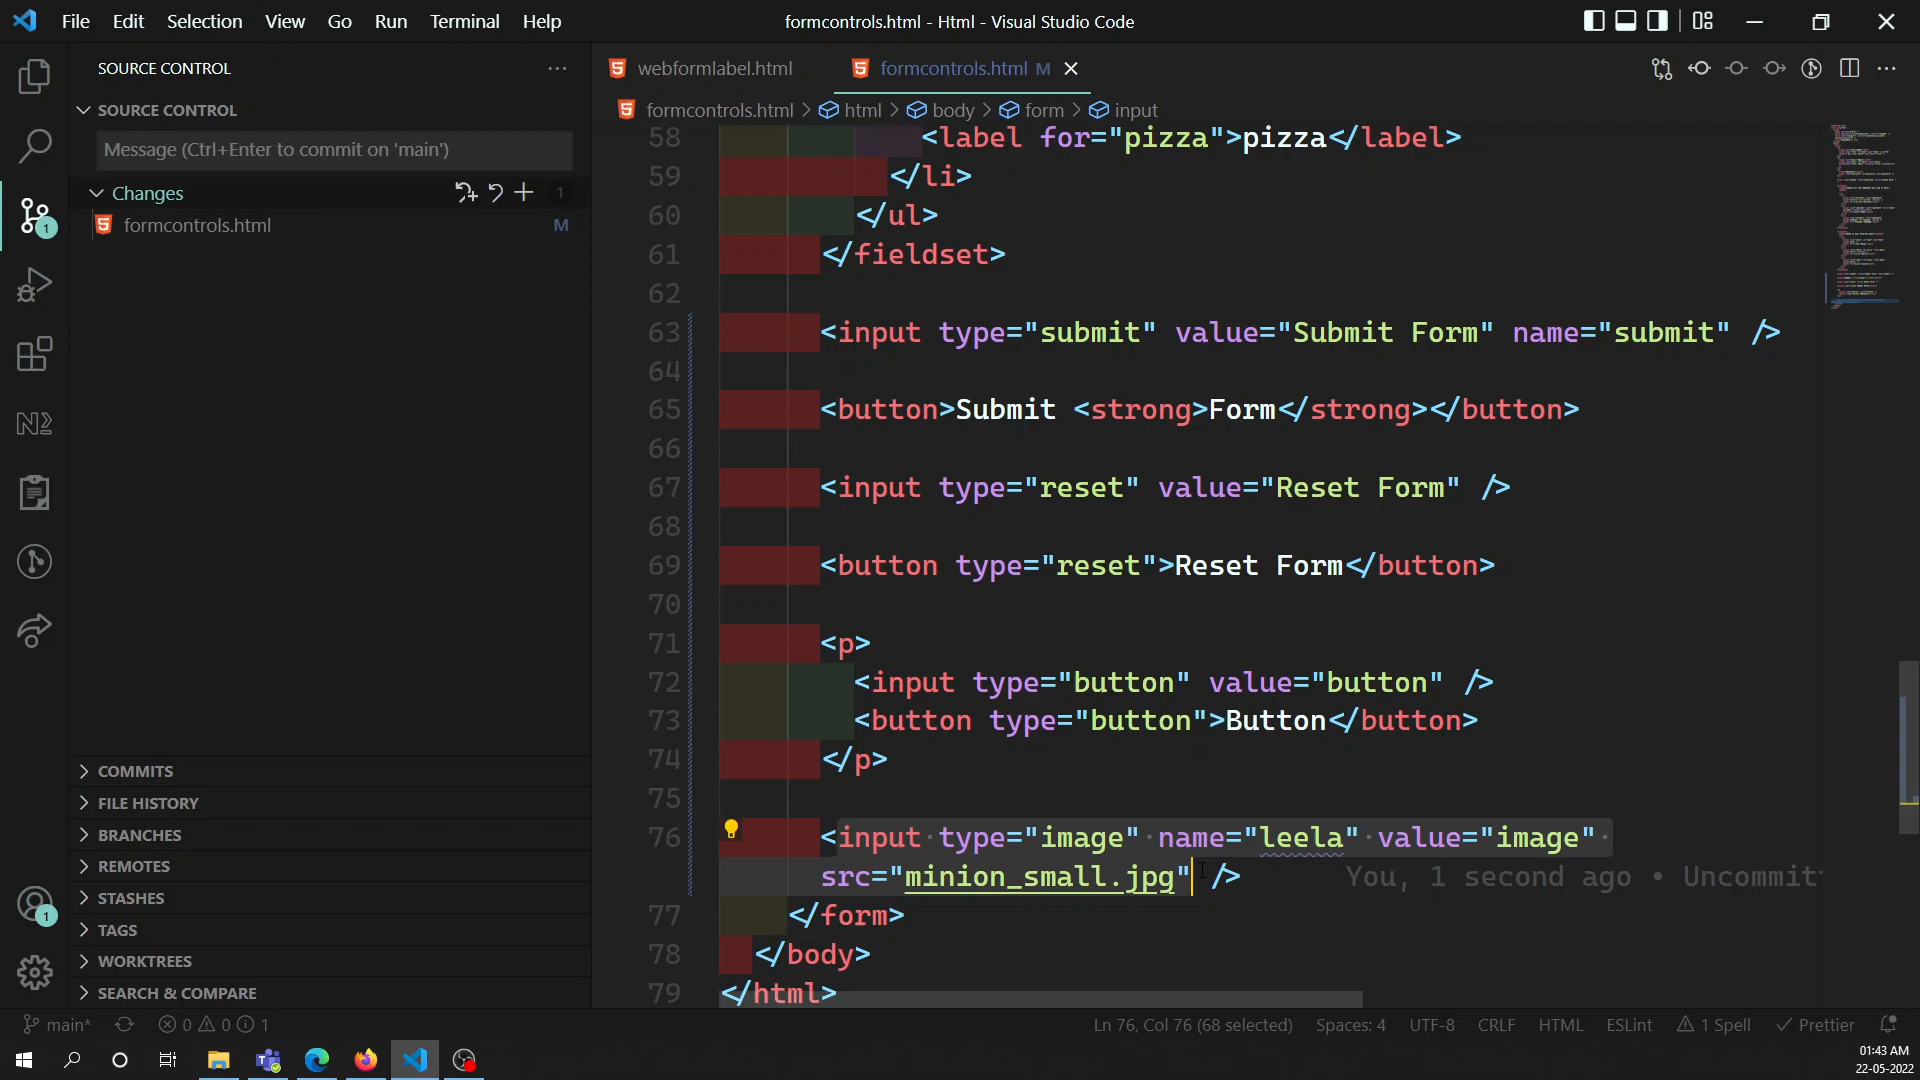 File Edit Selection View Go Run Terminal Help
formcontrols.html - Html - Visual Studio Code
SOURCE CONTROL
SOURCE CONTROL
Message (Ctrl+Enter to commit on 'main')
Changes 1
formcontrols.html M
1
1
COMMITS
FILE HISTORY
BRANCHES
REMOTES
STASHES
TAGS
WORKTREES
SEARCH & COMPARE
webformlabel.html
formcontrols.html M
formcontrols.html > html > body > form > input
58 <label for="pizza">pizza</label>
59 </li>
60 </ul>
61 </fieldset>
62
63 <input type="submit" value="Submit Form" name="submit" />
64
65 <button>Submit <strong>Form</strong></button>
66
67 <input type="reset" value="Reset Form" />
68
69 <button type="reset">Reset Form</button>
70
71 <p>
72 <input type="button" value="button" />
73 <button type="button">Button</button>
74 </p>
75
76 <input type="image" name="leela" value="image"
src="minion_small.jpg" /> You, 1 second ago • Uncommit
77 </form>
78 </body>
79 </html>
main* 0 0 1
Ln 76, Col 76 (68 selected) Spaces: 4 UTF-8 CRLF HTML ESLint 1 Spell Prettier
01:43 AM
22-05-2022